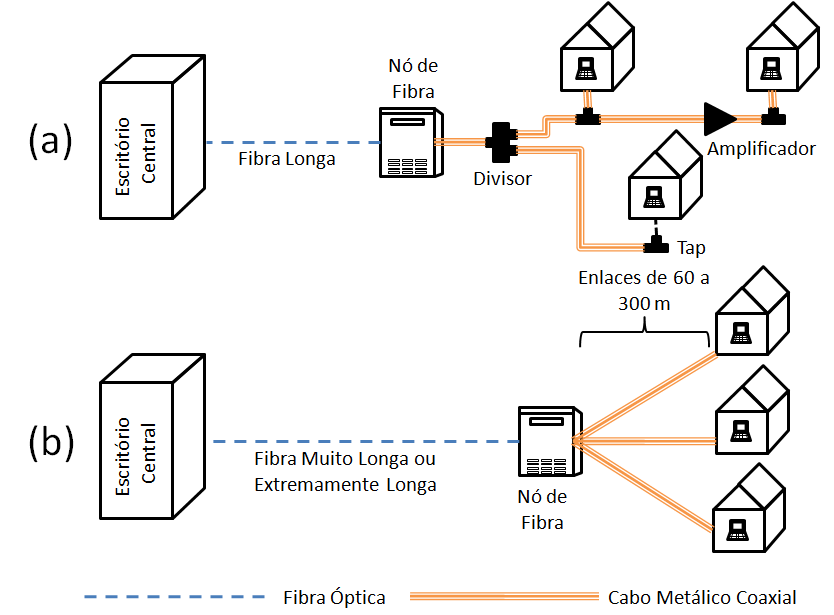 (a)
Escritório
Central
Fibra Longa
Nó de
Fibra
Divisor
Amplificador
Tap
Enlaces de 60 a
300 m
(b)
Escritório
Central
Fibra Muito Longa ou
Extremamente Longa
Nó de
Fibra
Fibra Óptica
Cabo Metálico Coaxial